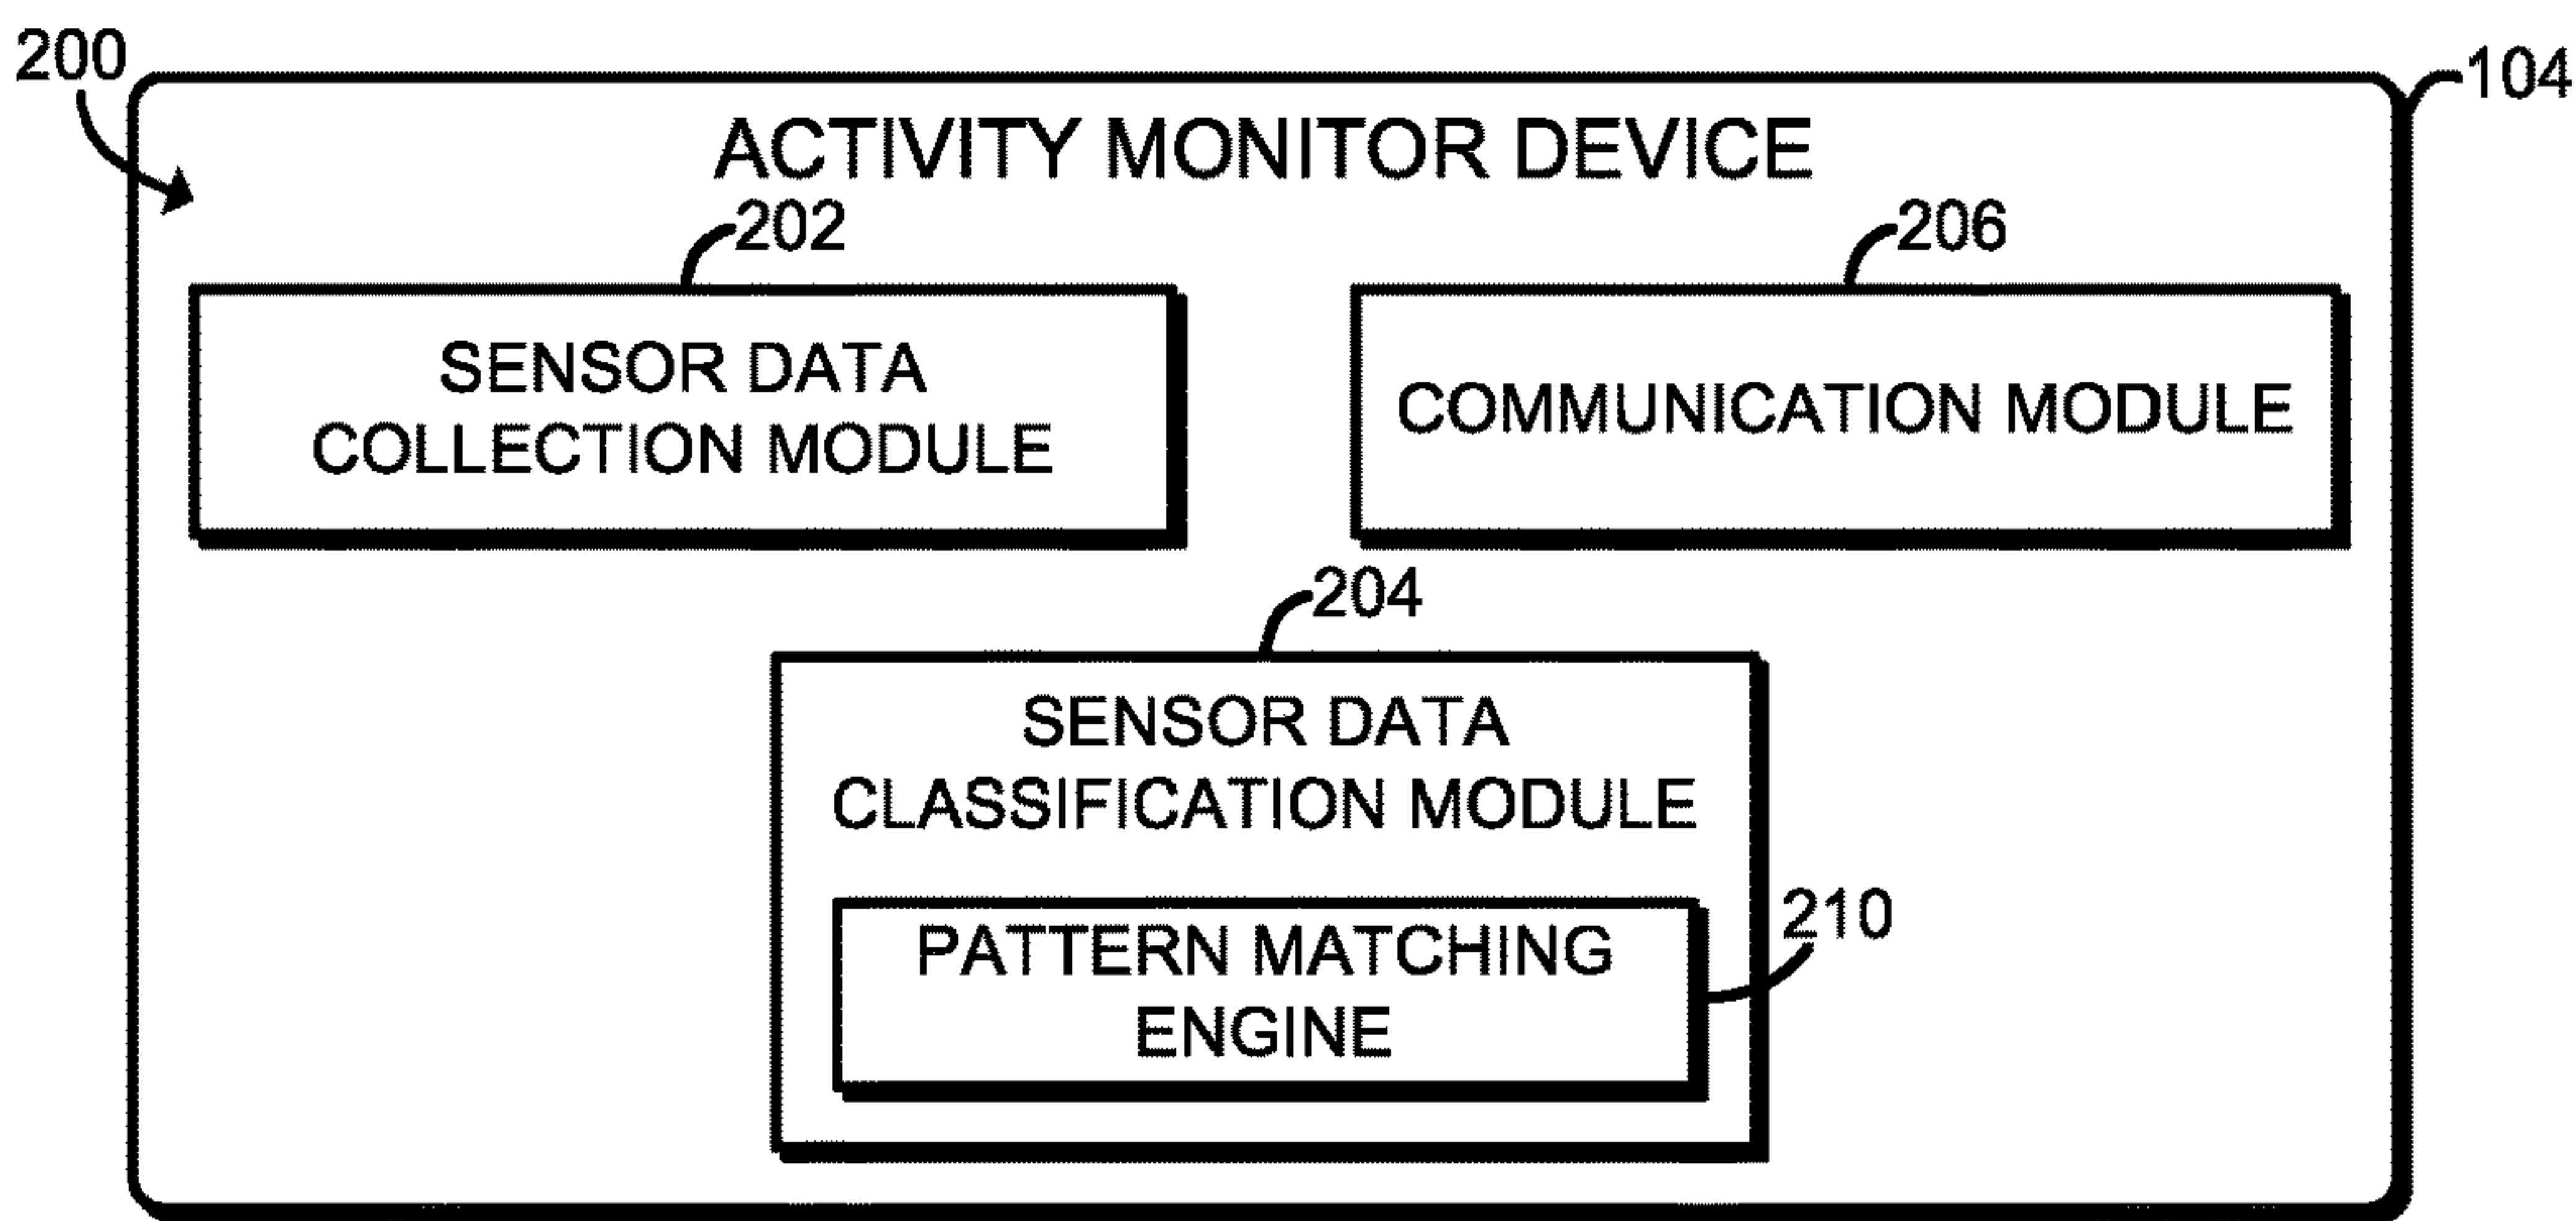 200
104
ACTIVITY MONITOR DEVICE
202
206
SENSOR DATA
COLLECTION MODULE
COMMUNICATION MODULE
204
SENSOR DATA
CLASSIFICATION MODULE
210
PATTERN MATCHING
ENGINE